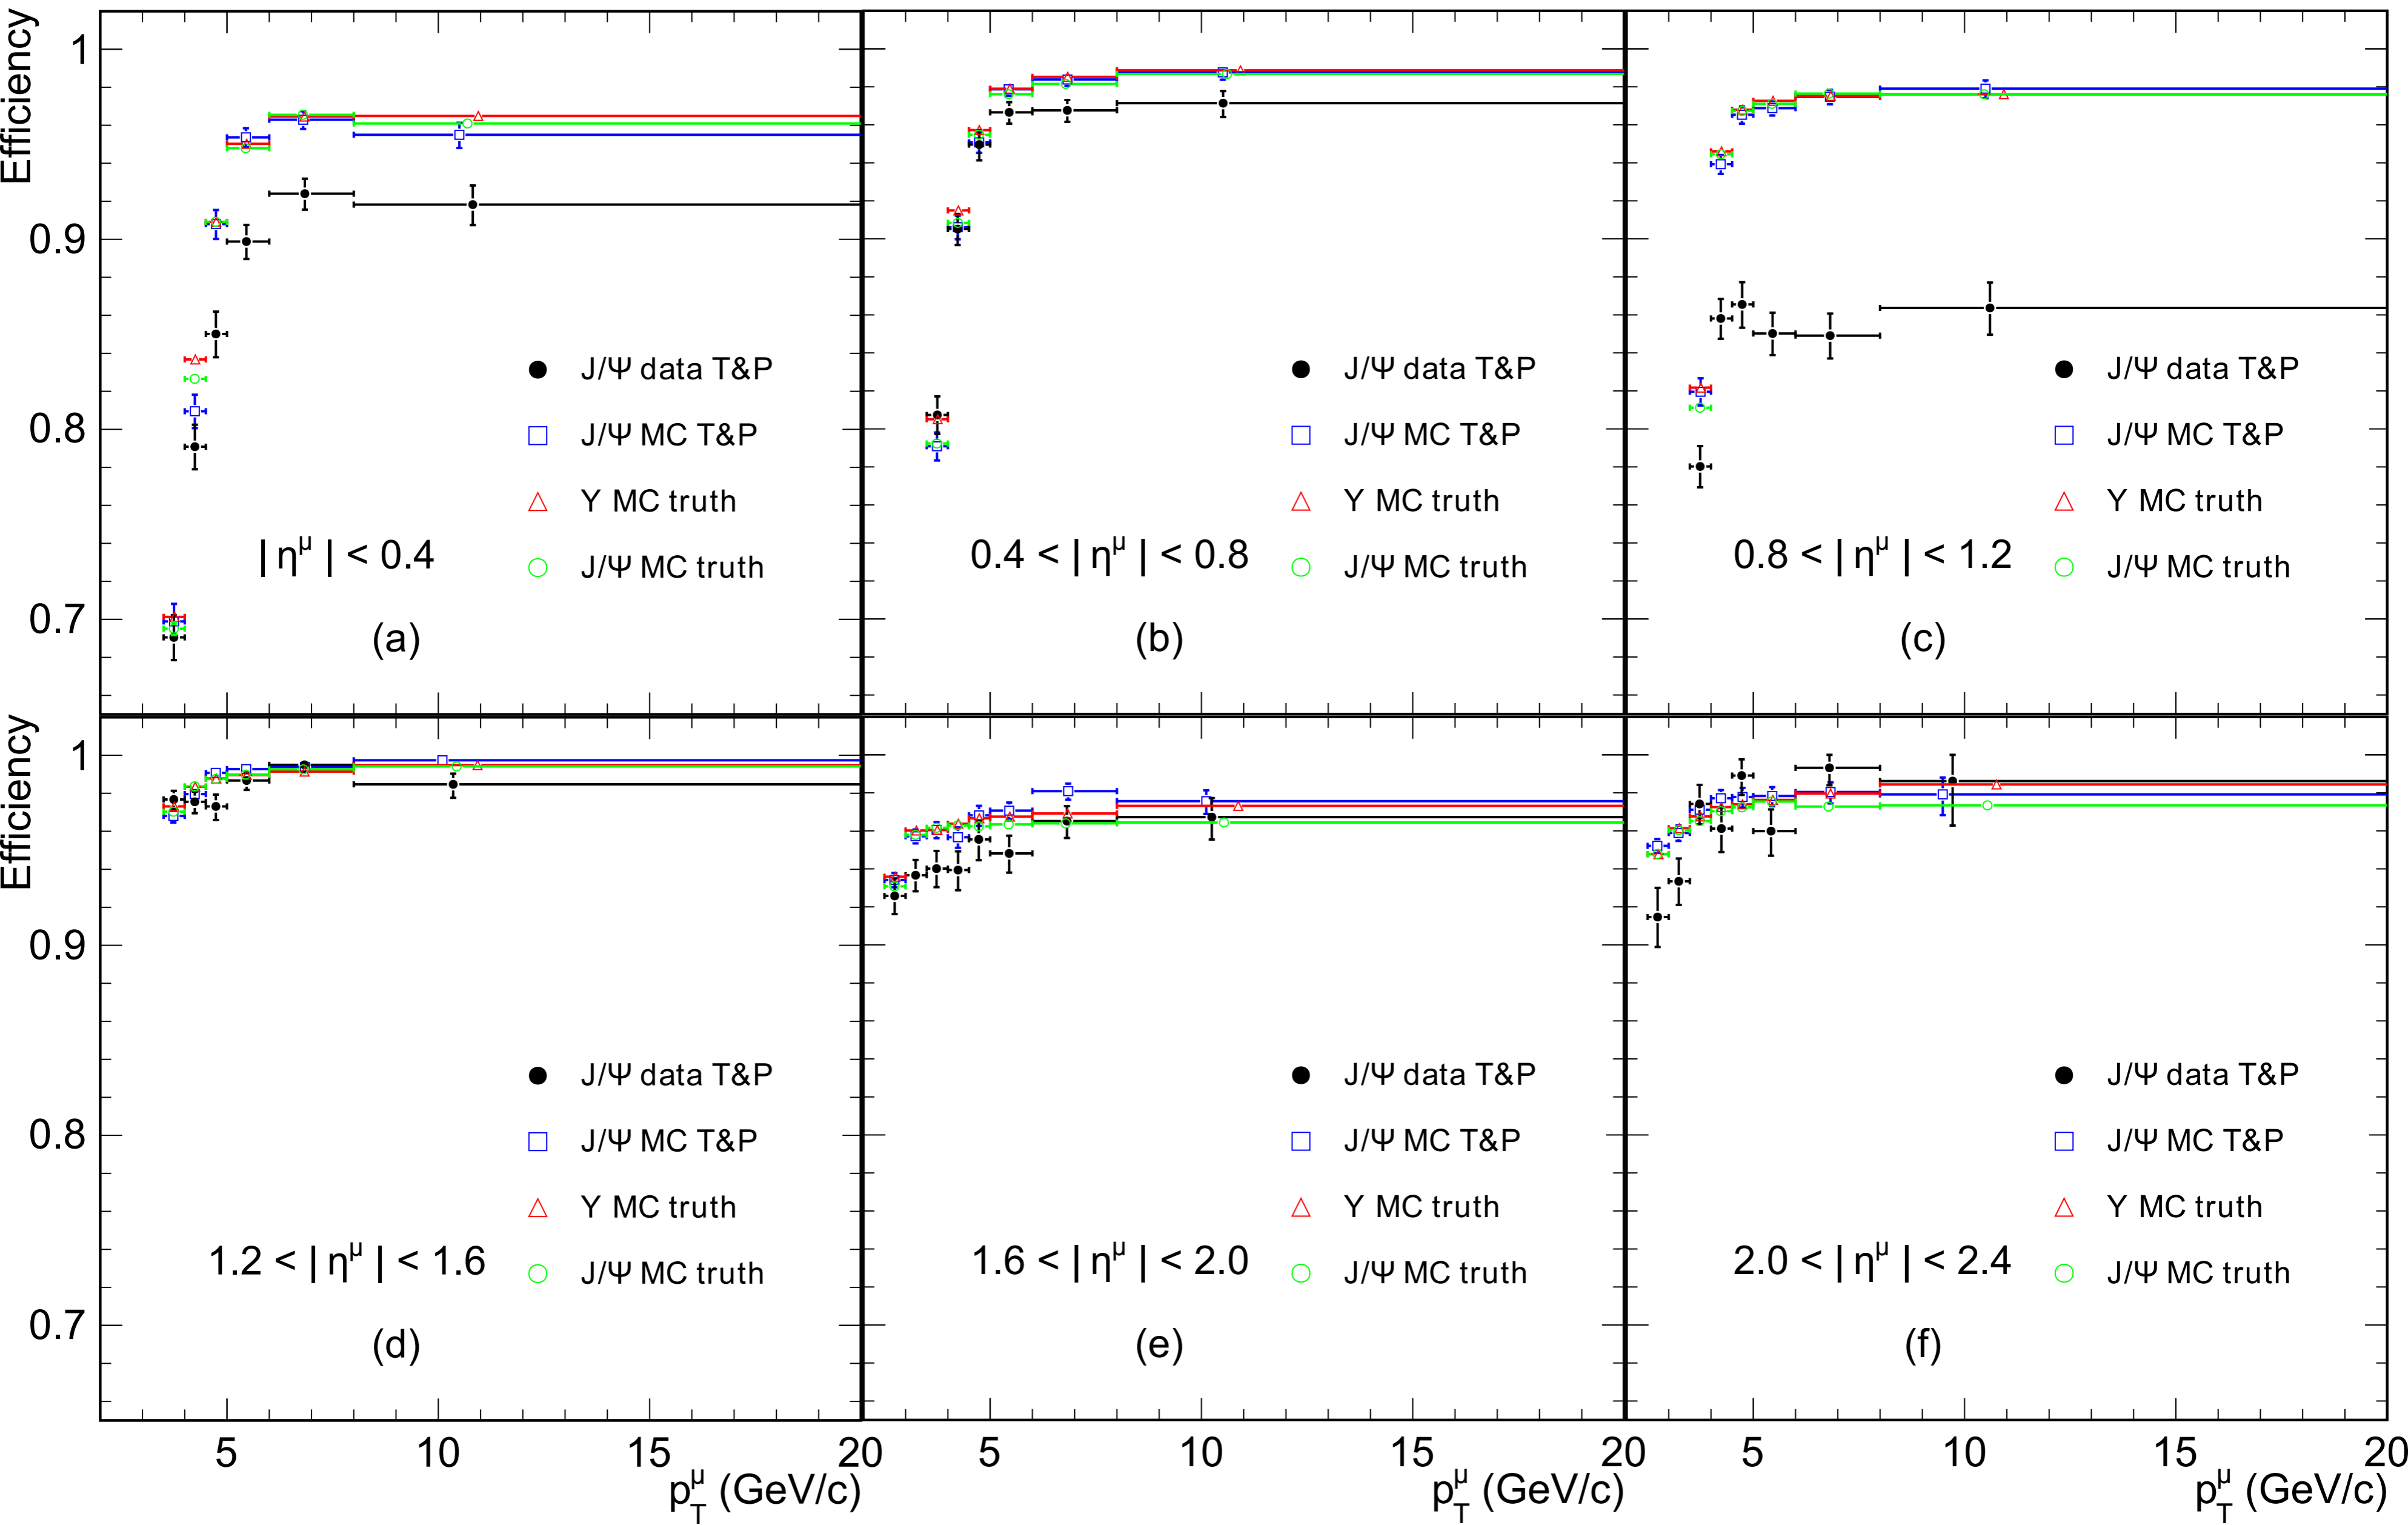 Efficiency
1
0.9
0.8
0.7
J/Ψ data T&P
J/Ψ MC T&P
Υ MC truth
J/Ψ MC truth
| η^μ | < 0.4
(a)
J/Ψ data T&P
J/Ψ MC T&P
Υ MC truth
J/Ψ MC truth
0.4 < | η^μ | < 0.8
(b)
J/Ψ data T&P
J/Ψ MC T&P
Υ MC truth
J/Ψ MC truth
0.8 < | η^μ | < 1.2
(c)
Efficiency
1
0.9
0.8
0.7
J/Ψ data T&P
J/Ψ MC T&P
Υ MC truth
J/Ψ MC truth
1.2 < | η^μ | < 1.6
(d)
J/Ψ data T&P
J/Ψ MC T&P
Υ MC truth
J/Ψ MC truth
1.6 < | η^μ | < 2.0
(e)
J/Ψ data T&P
J/Ψ MC T&P
Υ MC truth
J/Ψ MC truth
2.0 < | η^μ | < 2.4
(f)
5 10 15 20 5 10 15 20 5 10 15 20
p_T^μ (GeV/c) p_T^μ (GeV/c) p_T^μ (GeV/c)